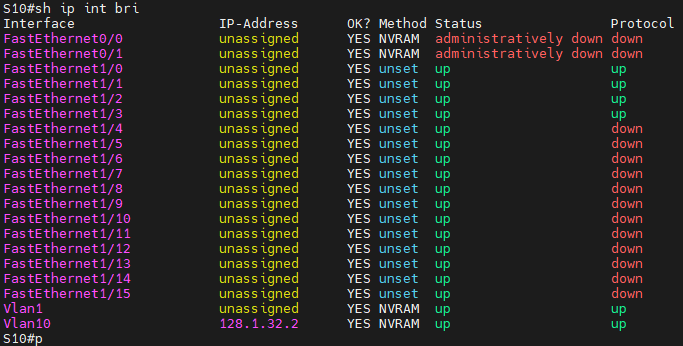 S10#sh ip int bri
Interface IP-Address OK? Method Status Protocol
FastEthernet0/0 unassigned YES NVRAM administratively down down
FastEthernet0/1 unassigned YES NVRAM administratively down down
FastEthernet1/0 unassigned YES unset up up
FastEthernet1/1 unassigned YES unset up up
FastEthernet1/2 unassigned YES unset up up
FastEthernet1/3 unassigned YES unset up up
FastEthernet1/4 unassigned YES unset up down
FastEthernet1/5 unassigned YES unset up down
FastEthernet1/6 unassigned YES unset up down
FastEthernet1/7 unassigned YES unset up down
FastEthernet1/8 unassigned YES unset up down
FastEthernet1/9 unassigned YES unset up down
FastEthernet1/10 unassigned YES unset up down
FastEthernet1/11 unassigned YES unset up down
FastEthernet1/12 unassigned YES unset up down
FastEthernet1/13 unassigned YES unset up down
FastEthernet1/14 unassigned YES unset up down
FastEthernet1/15 unassigned YES unset up down
Vlan1 unassigned YES NVRAM up up
Vlan10 128.1.32.2 YES NVRAM up up
S10#p